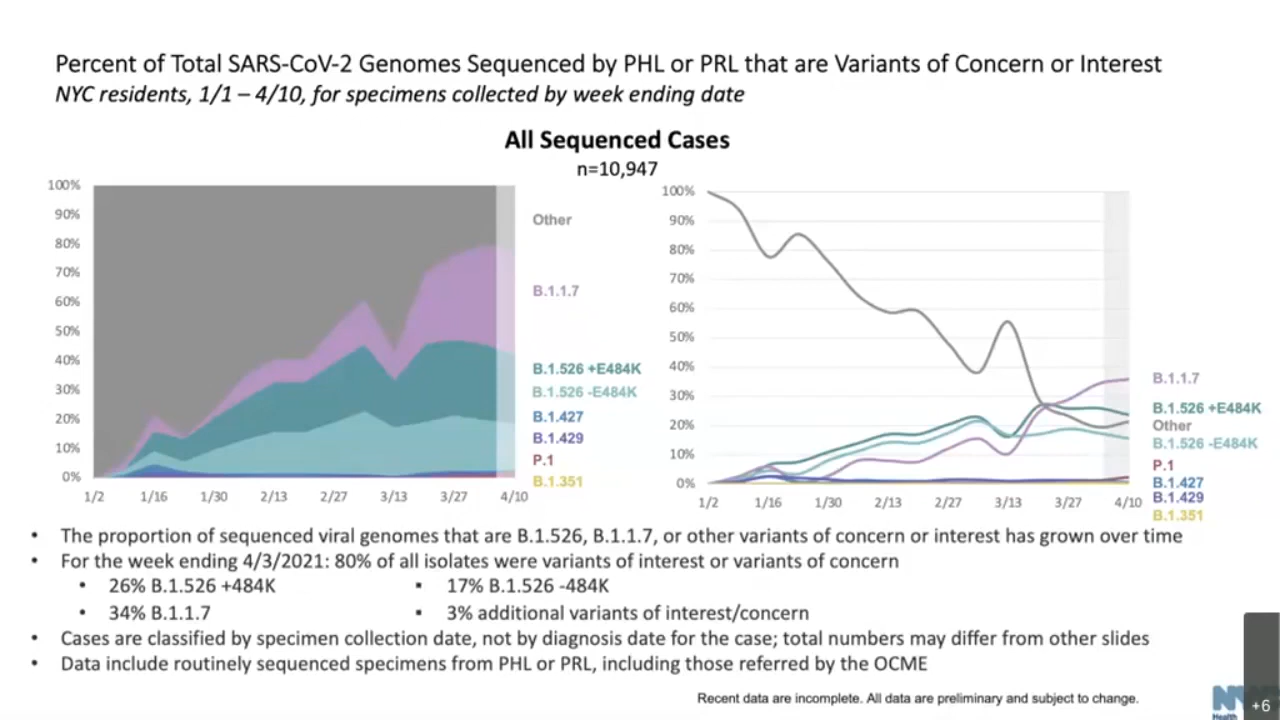 Percent of Total SARS-CoV-2 Genomes Sequenced by PHL or PRL that are Variants of Concern or Interest
NYC residents, 1/1 – 4/10, for specimens collected by week ending date
All Sequenced Cases
n=10,947
100%
90%
80%
70%
60%
50%
40%
30%
20%
10%
0%
1/2 1/16 1/30 2/13 2/27 3/13 3/27 4/10
Other
B.1.1.7
B.1.526 +E484K
B.1.526 -E484K
B.1.427
B.1.429
P.1
B.1.351
100%
90%
80%
70%
60%
50%
40%
30%
20%
10%
0%
1/2 1/16 1/30 2/13 2/27 3/13 3/27 4/10
B.1.1.7
B.1.526 +E484K
Other
B.1.526 -E484K
P.1
B.1.427
B.1.429
B.1.351
• The proportion of sequenced viral genomes that are B.1.526, B.1.1.7, or other variants of concern or interest has grown over time
• For the week ending 4/3/2021: 80% of all isolates were variants of interest or variants of concern
• 26% B.1.526 +484K ▪ 17% B.1.526 -484K
• 34% B.1.1.7 ▪ 3% additional variants of interest/concern
• Cases are classified by specimen collection date, not by diagnosis date for the case; total numbers may differ from other slides
• Data include routinely sequenced specimens from PHL or PRL, including those referred by the OCME
Recent data are incomplete. All data are preliminary and subject to change.
Health
+6